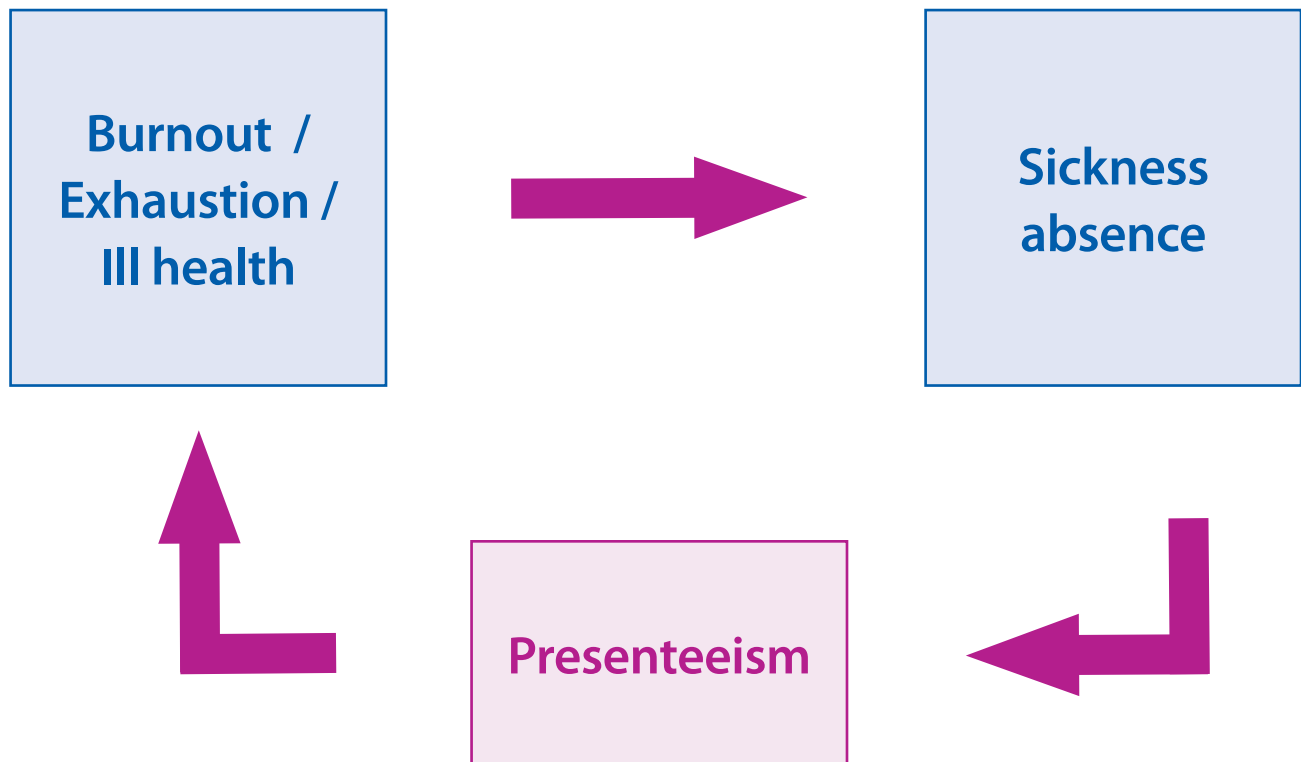 Burnout /
Exhaustion /
Ill health
Sickness
absence
Presenteeism